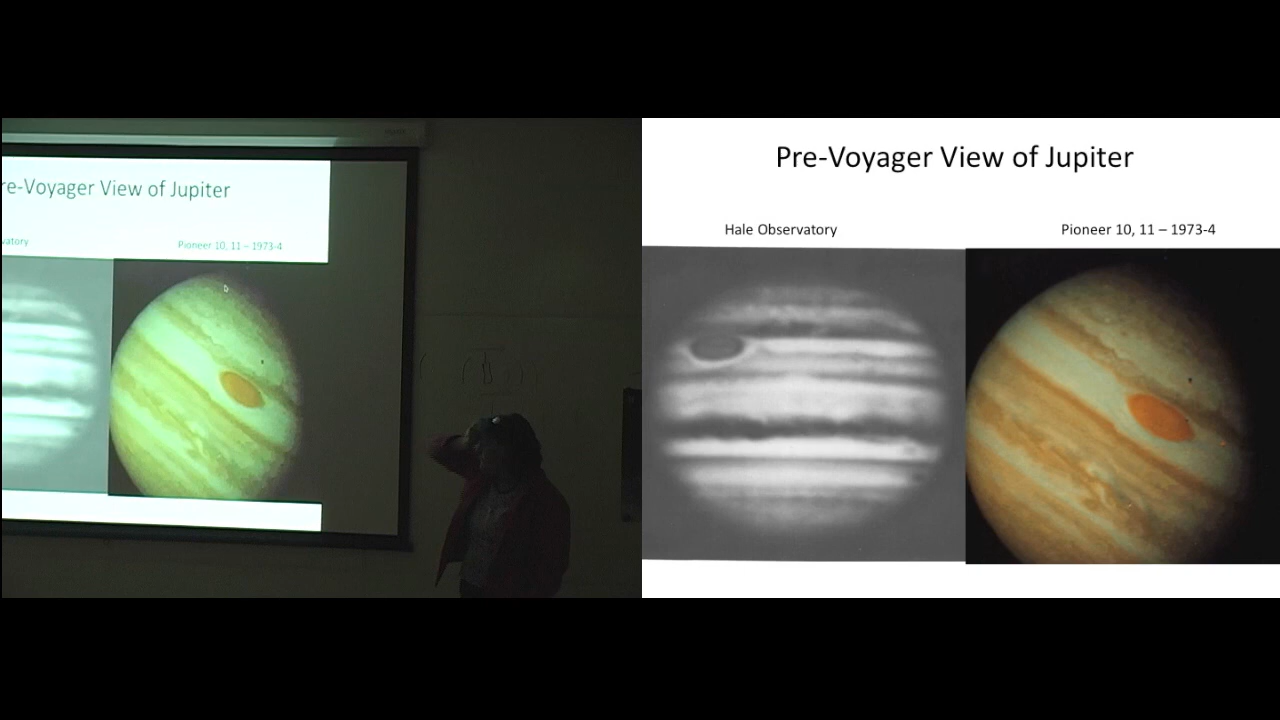 re-Voyager View of Jupiter
vatory
Pioneer 10, 11 – 1973-4
Pre-Voyager View of Jupiter
Hale Observatory
Pioneer 10, 11 – 1973-4